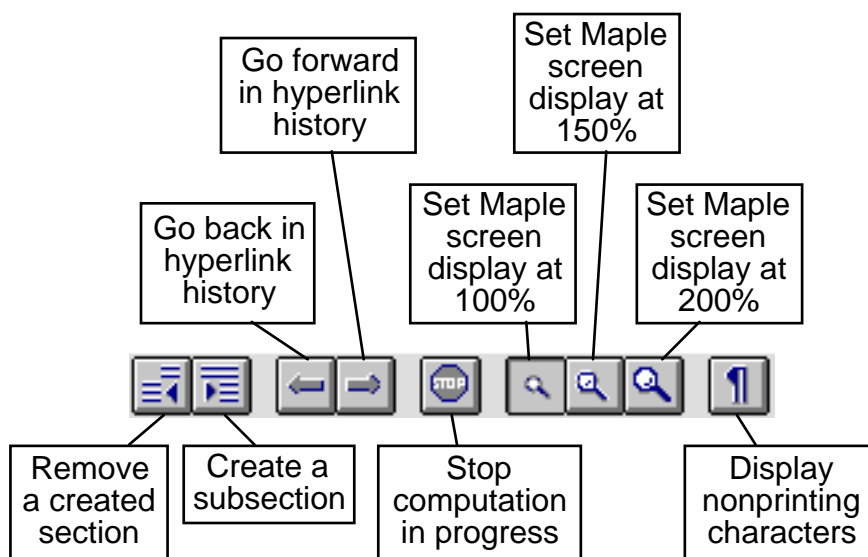 Go forward
in hyperlink
history
Set Maple
screen
display at
150%
Go back in
hyperlink
history
Set Maple
screen
display at
100%
Set Maple
screen
display at
200%
STOP
¶
Remove
a created
section
Create a
subsection
Stop
computation
in progress
Display
nonprinting
characters